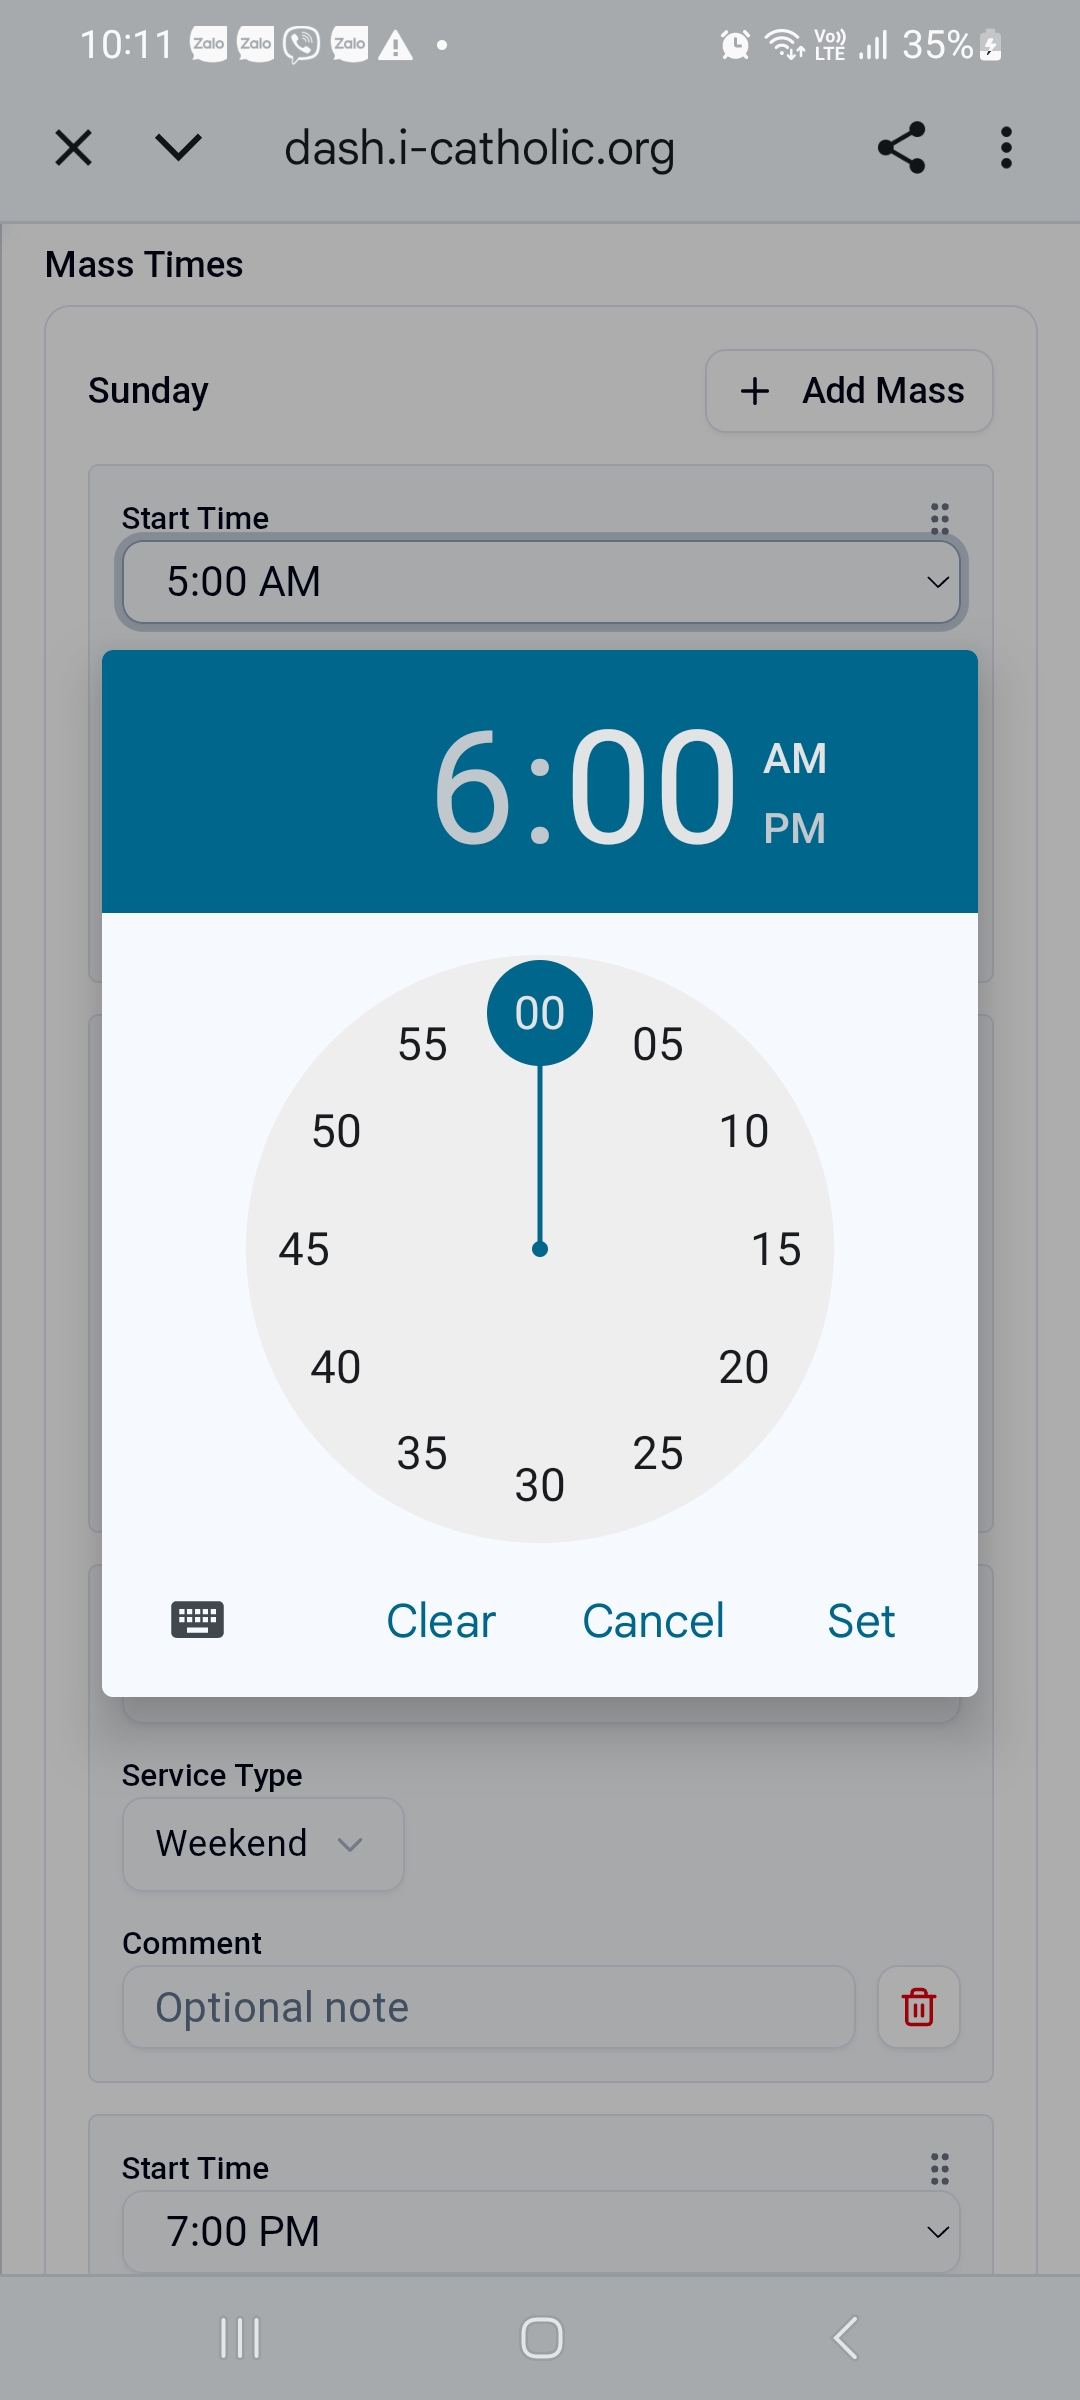 10:11 Zalo Zalo Zalo Vo)) LTE 35%
dash.i-catholic.org
Mass Times
Sunday
+ Add Mass
Start Time
5:00 AM
6:00 AM PM
00
05
10
15
20
25
30
35
40
45
50
55
Clear Cancel Set
Service Type
Weekend
Comment
Optional note
Start Time
7:00 PM